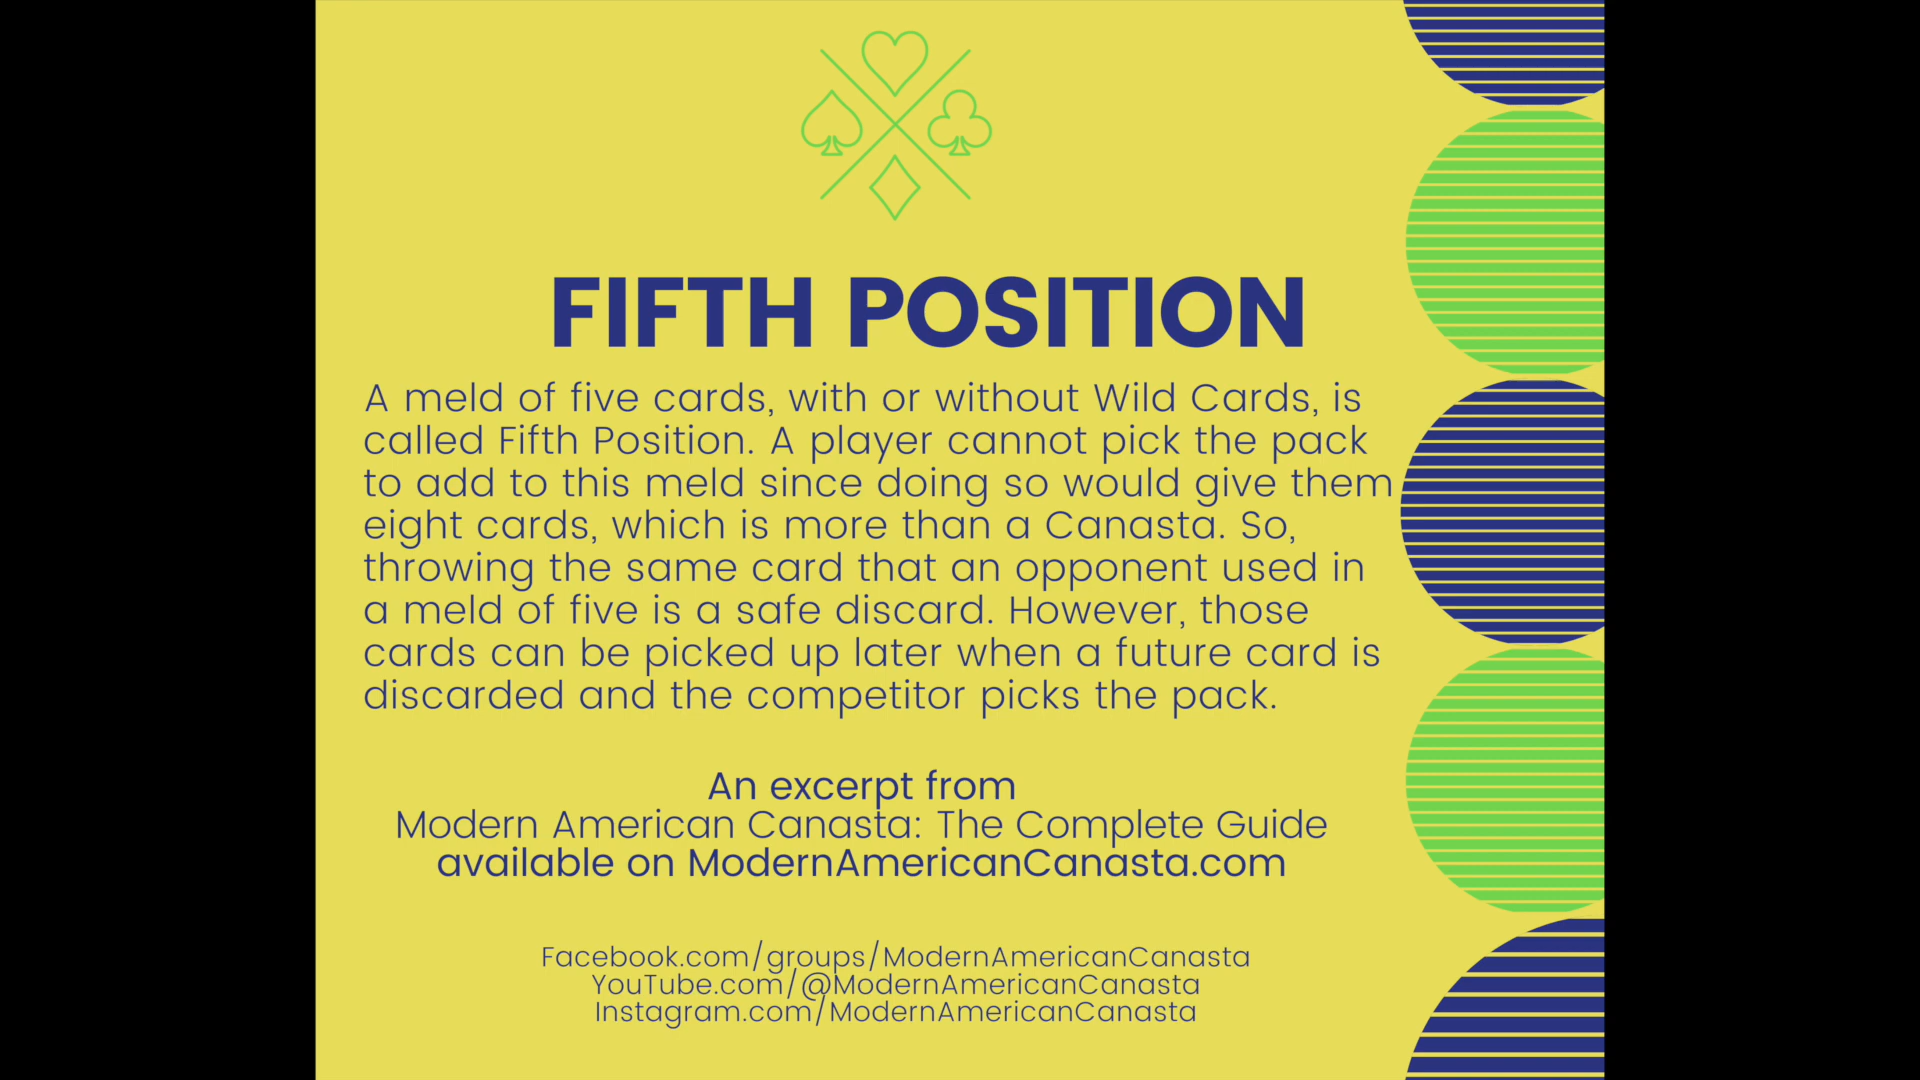 FIFTH POSITION
A meld of five cards, with or without Wild Cards, is
called Fifth Position. A player cannot pick the pack
to add to this meld since doing so would give them
eight cards, which is more than a Canasta. So,
throwing the same card that an opponent used in
a meld of five is a safe discard. However, those
cards can be picked up later when a future card is
discarded and the competitor picks the pack.
An excerpt from
Modern American Canasta: The Complete Guide
available on ModernAmericanCanasta.com
Facebook.com/groups/ModernAmericanCanasta
YouTube.com/@ModernAmericanCanasta
Instagram.com/ModernAmericanCanasta